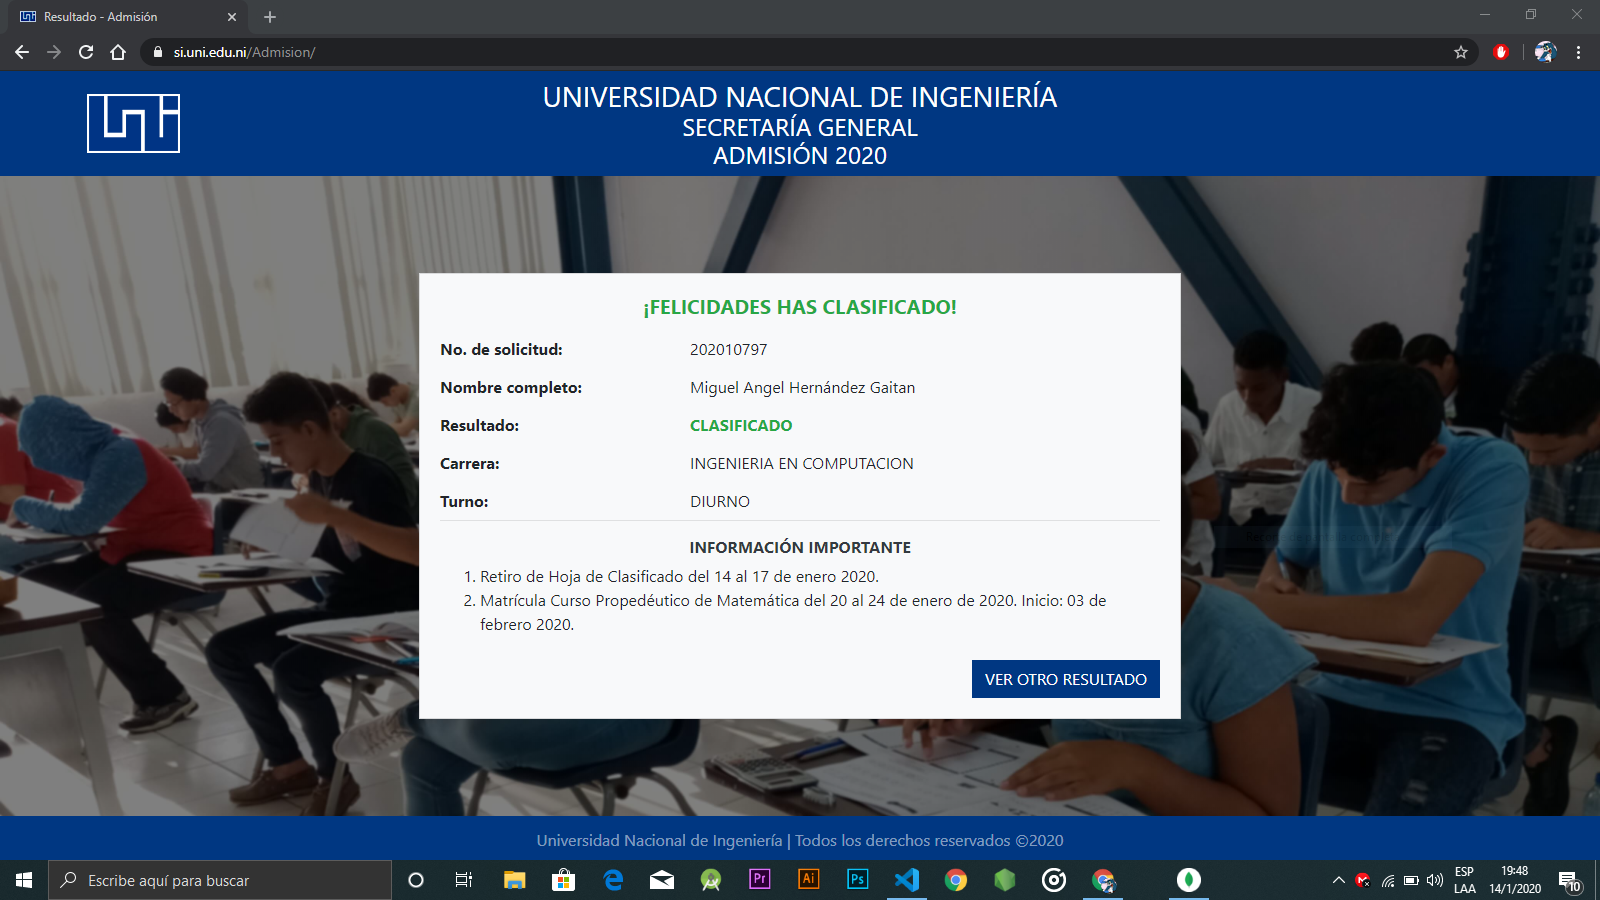 Resultado - Admisión
si.uni.edu.ni/Admision/
UNIVERSIDAD NACIONAL DE INGENIERÍA
SECRETARÍA GENERAL
ADMISIÓN 2020
¡FELICIDADES HAS CLASIFICADO!
No. de solicitud: 202010797
Nombre completo: Miguel Angel Hernández Gaitan
Resultado: CLASIFICADO
Carrera: INGENIERIA EN COMPUTACION
Turno: DIURNO
INFORMACIÓN IMPORTANTE
1. Retiro de Hoja de Clasificado del 14 al 17 de enero 2020.
2. Matrícula Curso Propedéutico de Matemática del 20 al 24 de enero de 2020. Inicio: 03 de
febrero 2020.
VER OTRO RESULTADO
Universidad Nacional de Ingeniería | Todos los derechos reservados ©2020
Escribe aquí para buscar
Pr
Ai
Ps
ESP
LAA
19:48
14/1/2020
10